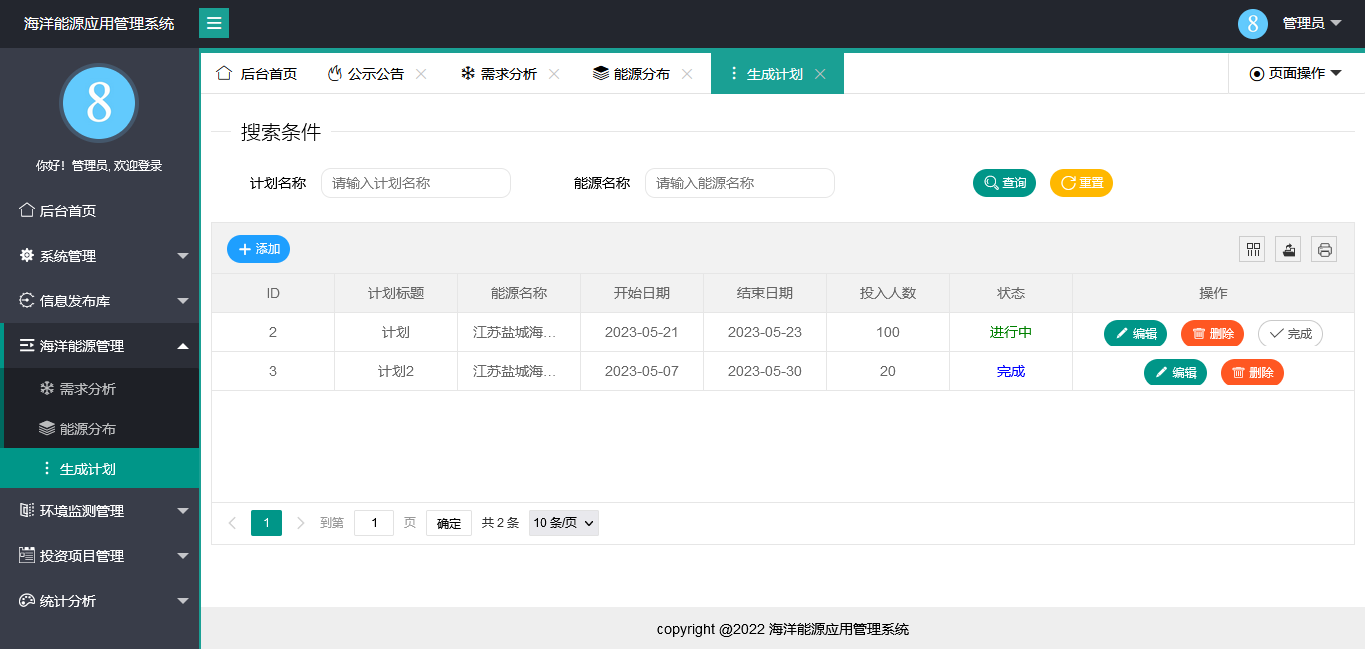 海洋能源应用管理系统
8 管理员
8
你好！管理员, 欢迎登录
后台首页
系统管理
信息发布库
海洋能源管理
需求分析
能源分布
生成计划
环境监测管理
投资项目管理
统计分析
后台首页 公示公告 需求分析 能源分布 生成计划 页面操作
搜索条件
计划名称 请输入计划名称 能源名称 请输入能源名称 查询 重置
添加
ID 计划标题 能源名称 开始日期 结束日期 投入人数 状态 操作
2 计划 江苏盐城海... 2023-05-21 2023-05-23 100 进行中 编辑 删除 完成
3 计划2 江苏盐城海... 2023-05-07 2023-05-30 20 完成 编辑 删除
1 到第 1 页 确定 共 2 条 10 条/页
copyright @2022 海洋能源应用管理系统